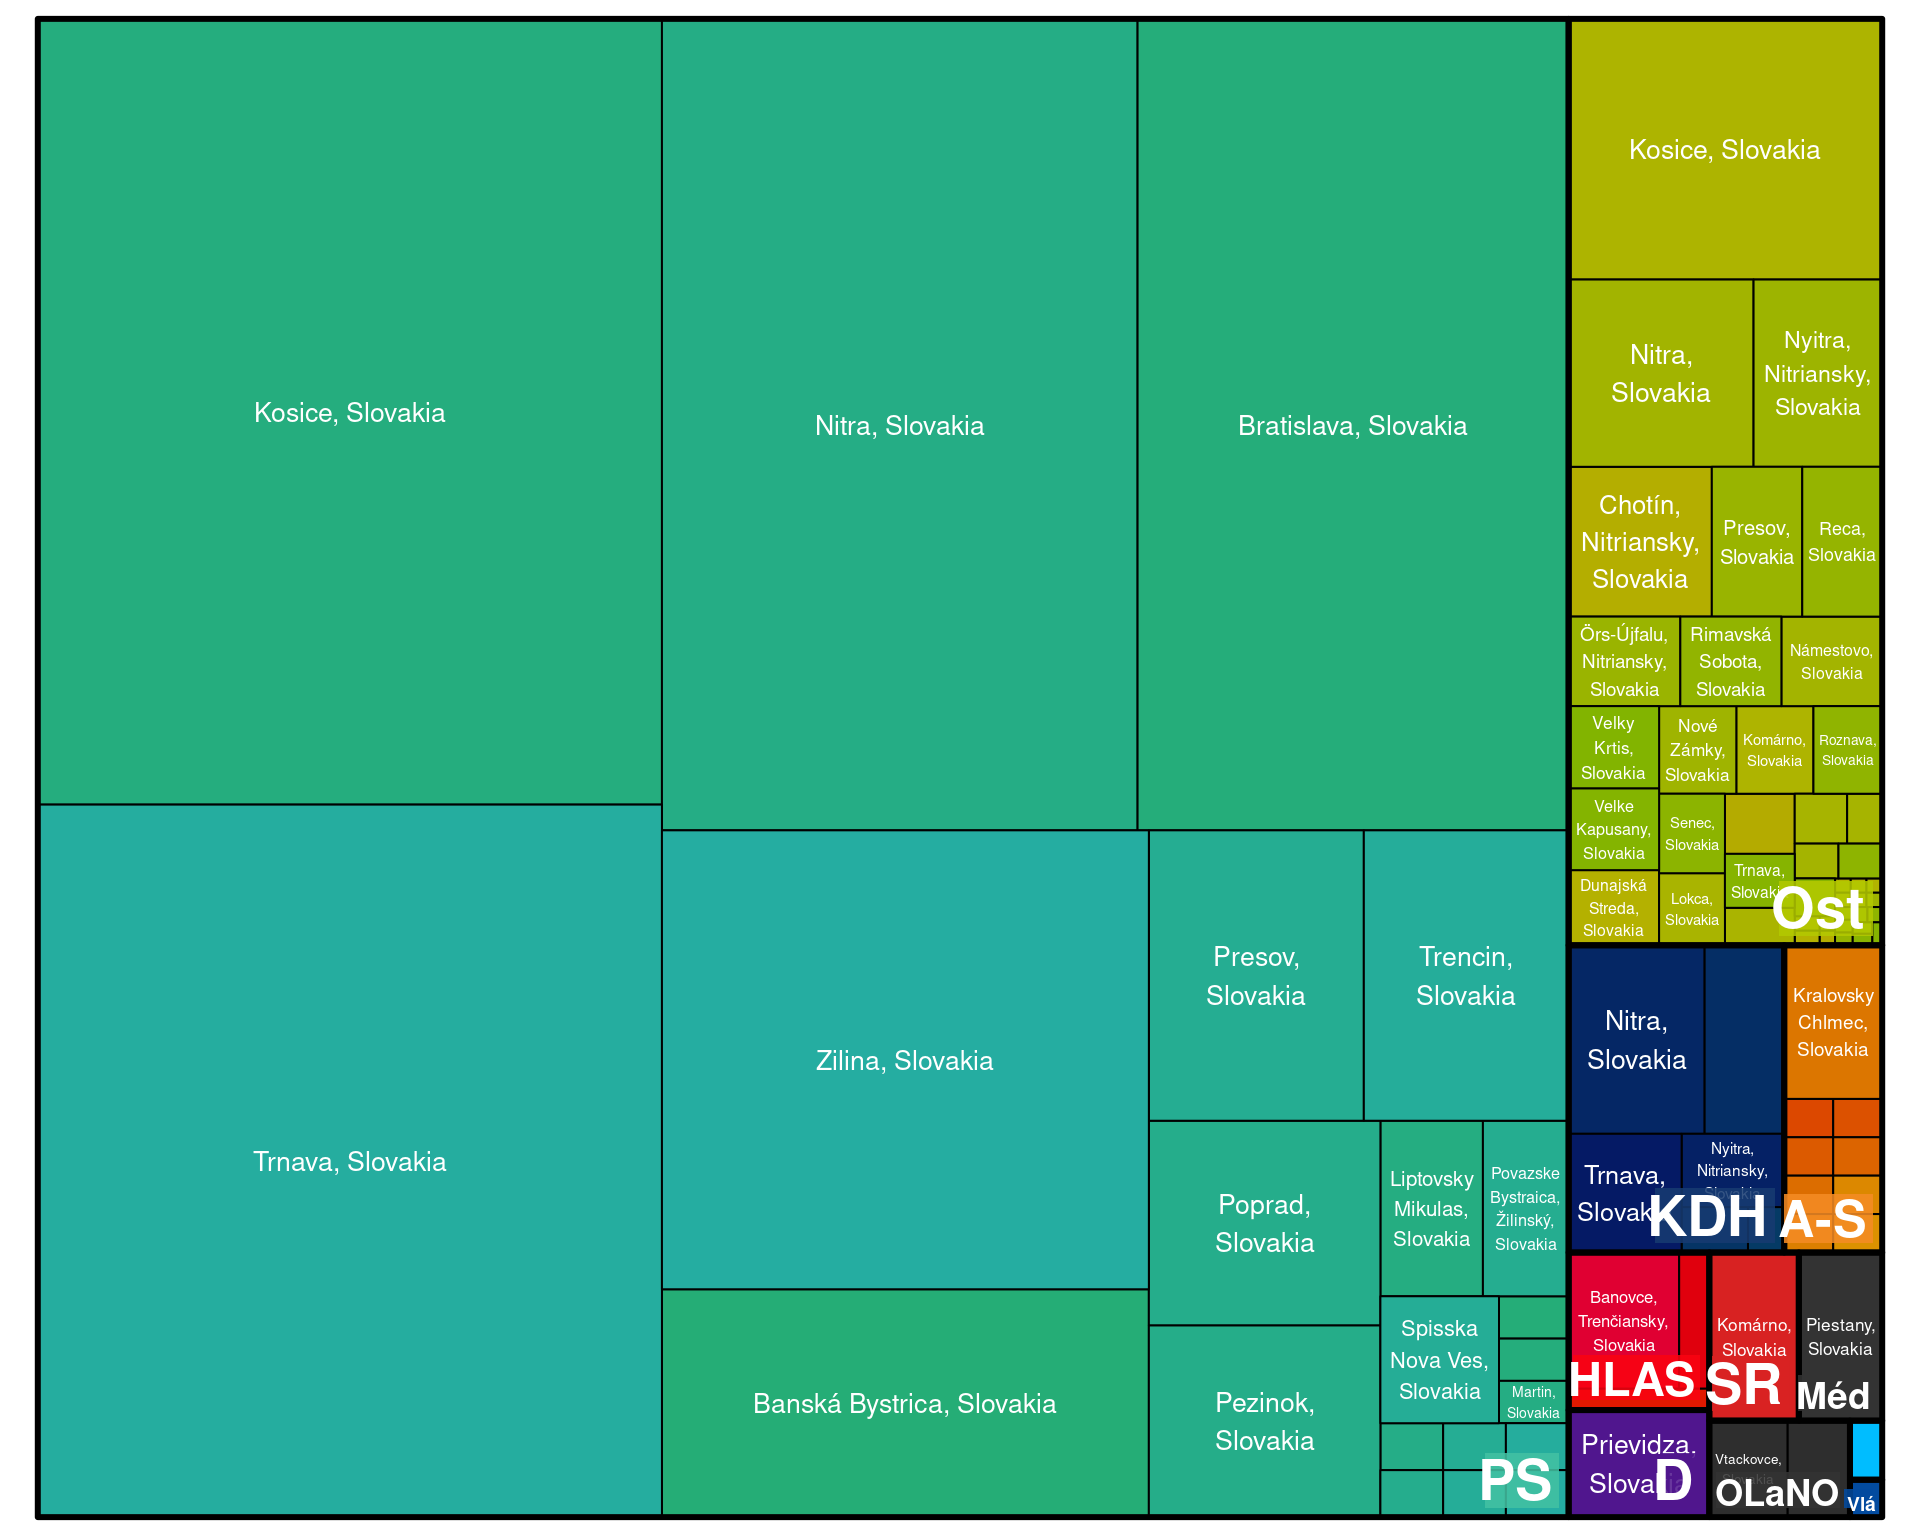 Kosice, Slovakia
Nitra, Slovakia
Bratislava, Slovakia
Trnava, Slovakia
Zilina, Slovakia
Banská Bystrica, Slovakia
Presov,
Slovakia
Trencin,
Slovakia
Poprad,
Slovakia
Pezinok,
Slovakia
Liptovsky
Mikulas,
Slovakia
Povazske
Bystraica,
Žilinský,
Slovakia
Spisska
Nova Ves,
Slovakia
Martin,
Slovakia
PS
Kosice, Slovakia
Nitra,
Slovakia
Nyitra,
Nitriansky,
Slovakia
Chotín,
Nitriansky,
Slovakia
Presov,
Slovakia
Reca,
Slovakia
Örs-Újfalu,
Nitriansky,
Slovakia
Rimavská
Sobota,
Slovakia
Námestovo,
Slovakia
Velky
Krtis,
Slovakia
Nové
Zámky,
Slovakia
Komárno,
Slovakia
Roznava,
Slovakia
Velke
Kapusany,
Slovakia
Senec,
Slovakia
Trnava,
Slovakia
Dunajská
Streda,
Slovakia
Lokca,
Slovakia
Ost
Nitra,
Slovakia
Trnava,
Slovakia
Nyitra,
Nitriansky,
Slovakia
KDH
Kralovsky
Chlmec,
Slovakia
A-S
Banovce,
Trenčiansky,
Slovakia
HLAS
Komárno,
Slovakia
SR
Piestany,
Slovakia
Méd
Prievidza,
Slovakia
D
Vtackovce,
Slovakia
OLaNO
Vlá